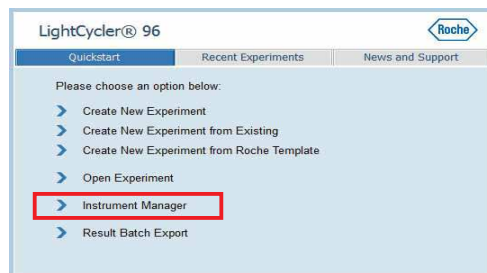 LightCycler® 96
Roche
Quickstart Recent Experiments News and Support
Please choose an option below:
Create New Experiment
Create New Experiment from Existing
Create New Experiment from Roche Template
Open Experiment
Instrument Manager
Result Batch Export